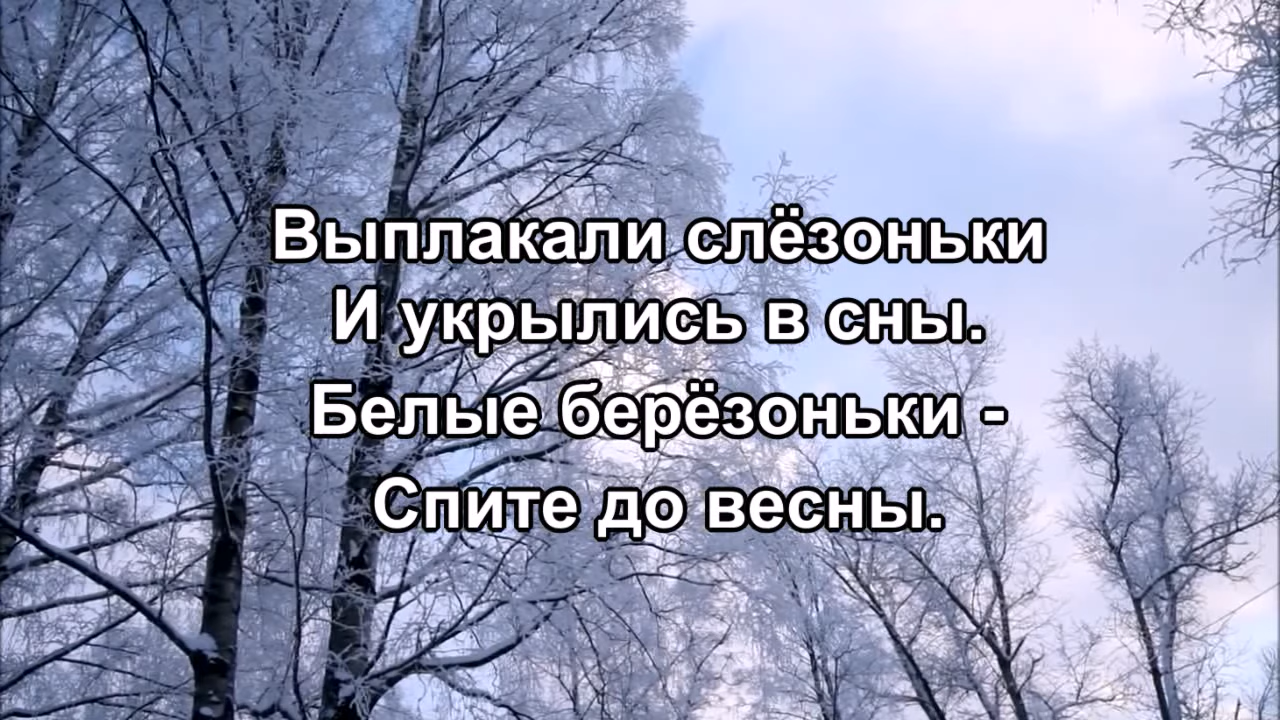 Выплакали слёзоньки
И укрылись в сны.
Белые берёзоньки -
Спите до весны.